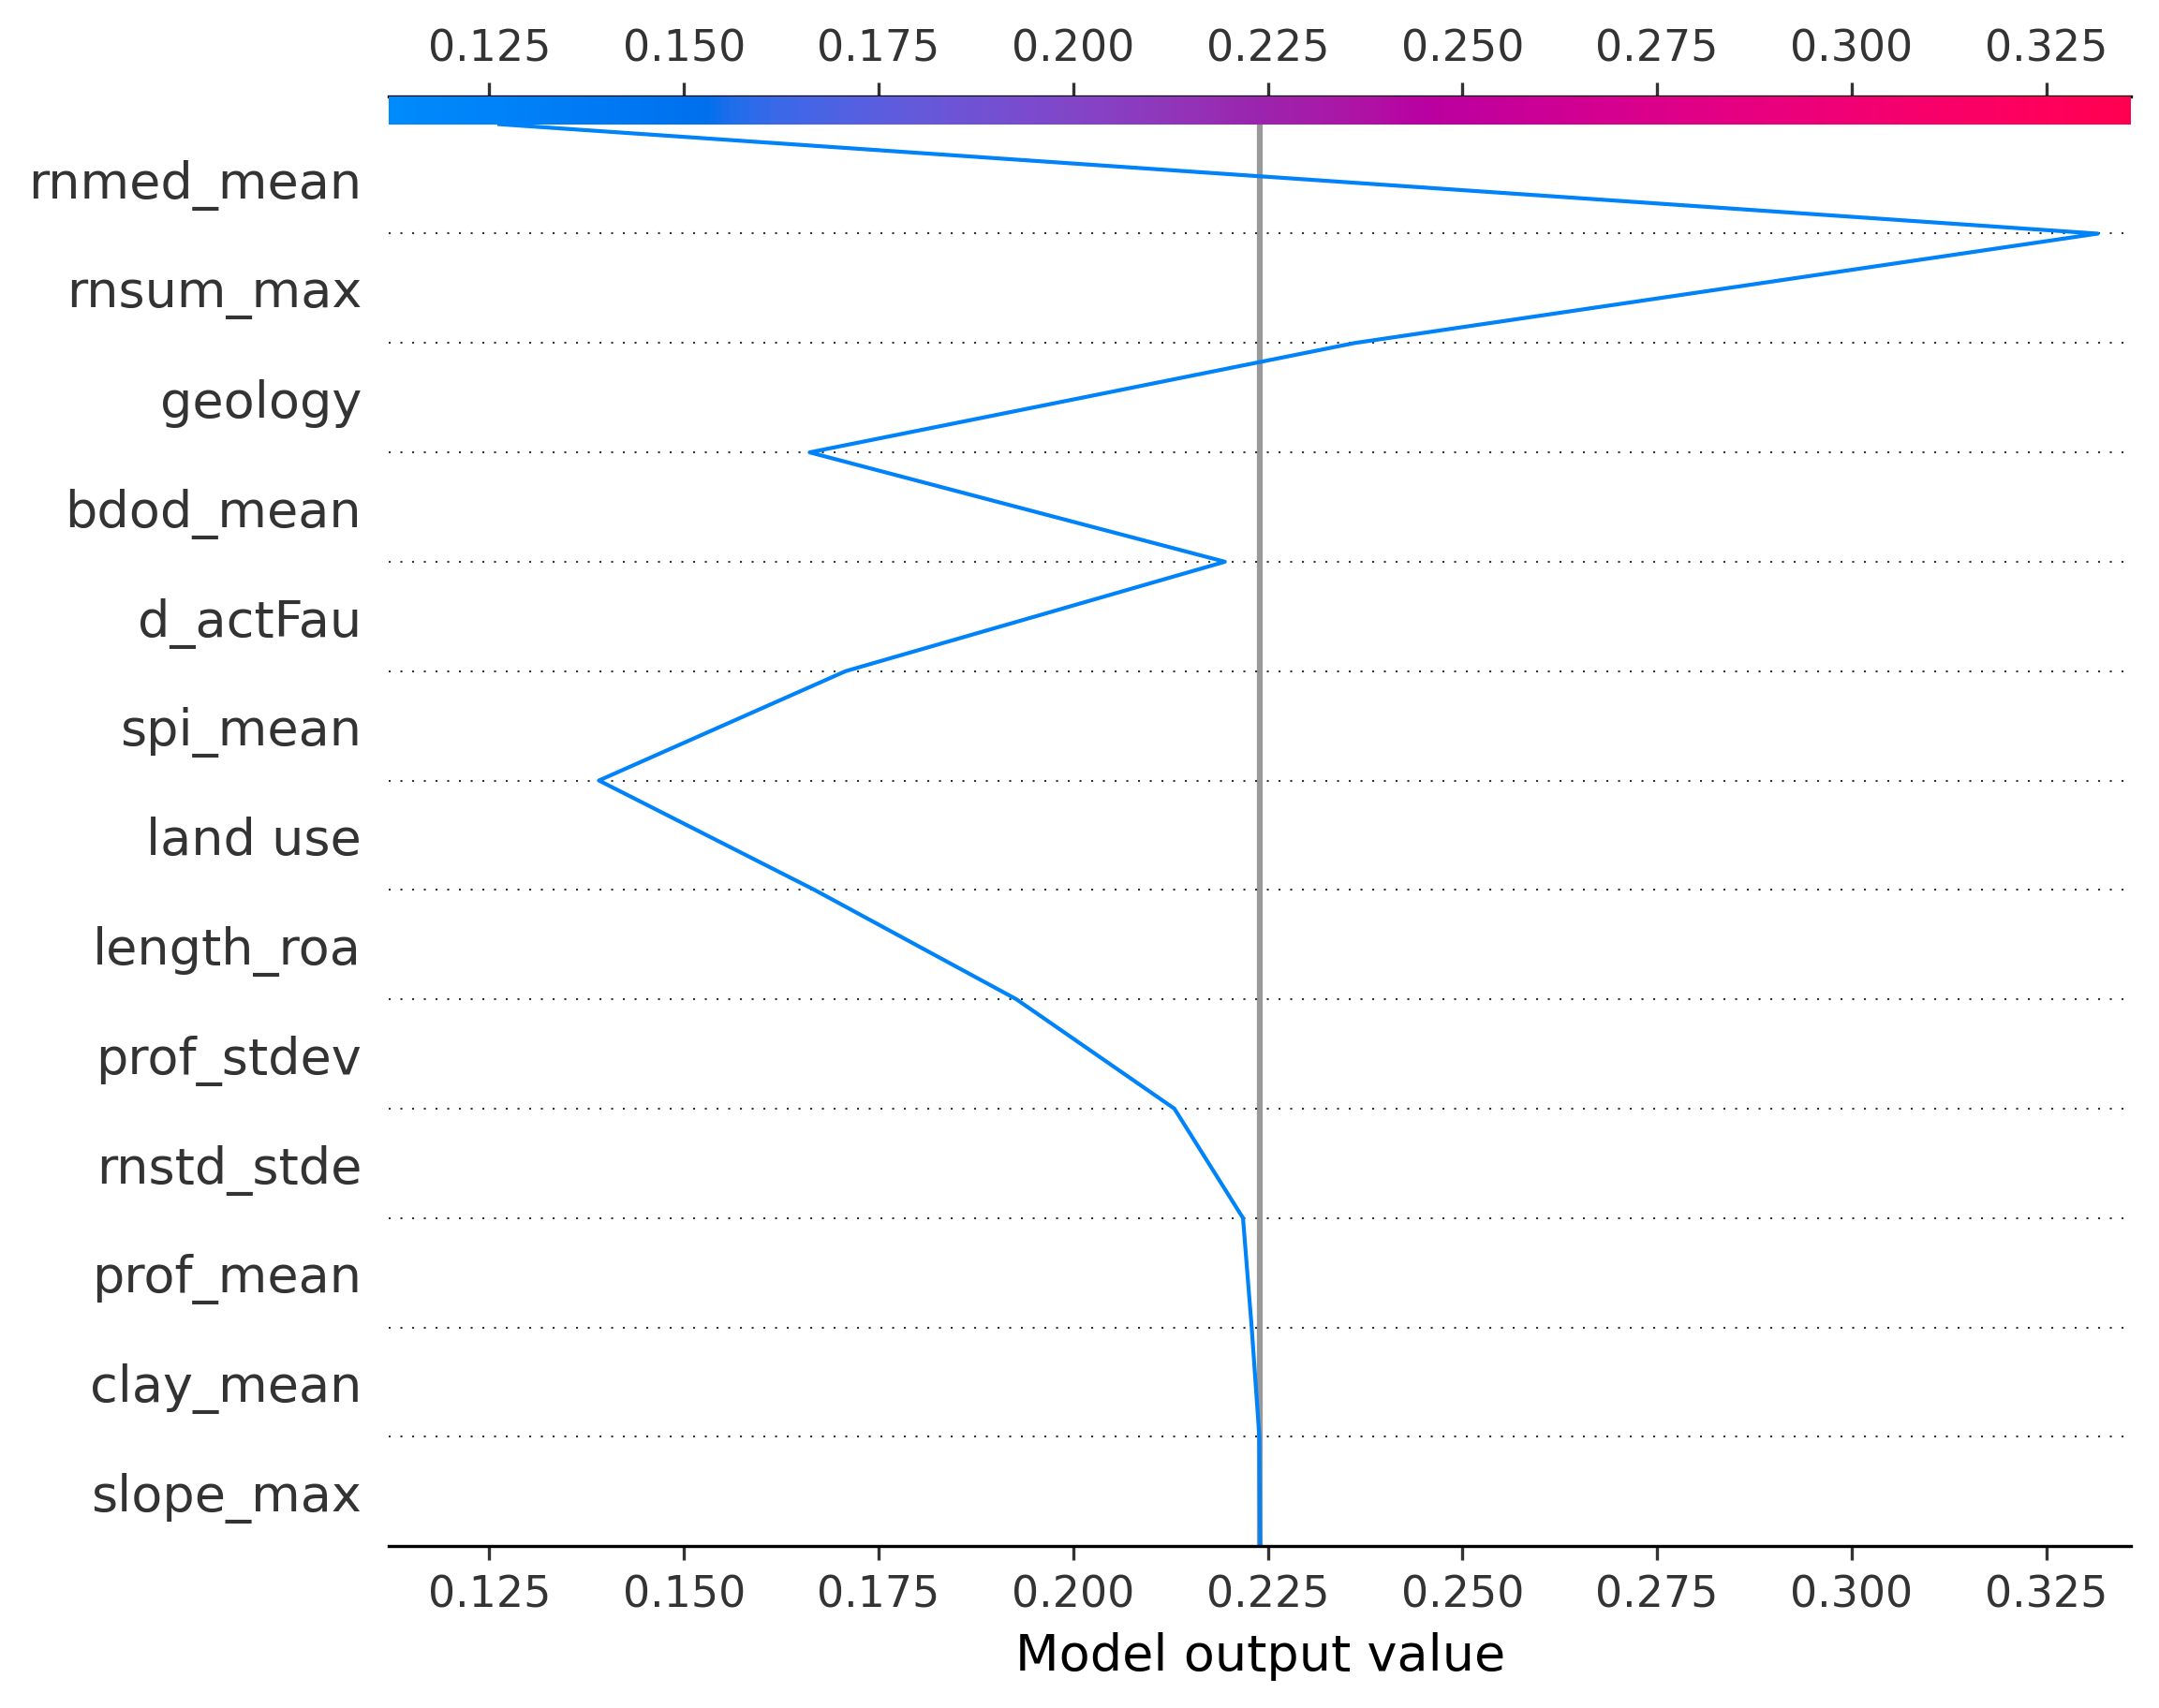 0.125 0.150 0.175 0.200 0.225 0.250 0.275 0.300 0.325
rnmed_mean
rnsum_max
geology
bdod_mean
d_actFau
spi_mean
land use
length_roa
prof_stdev
rnstd_stde
prof_mean
clay_mean
slope_max
0.125 0.150 0.175 0.200 0.225 0.250 0.275 0.300 0.325
Model output value